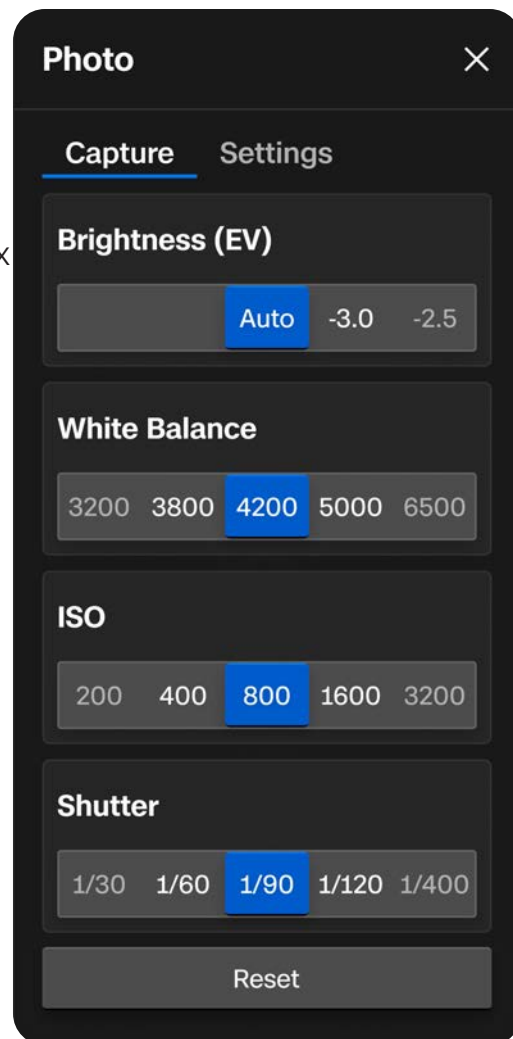 Photo
Capture Settings
Brightness (EV)
x
Auto -3.0 -2.5
White Balance
3200 3800 4200 5000 6500
ISO
200 400 800 1600 3200
Shutter
1/30 1/60 1/90 1/120 1/400
Reset